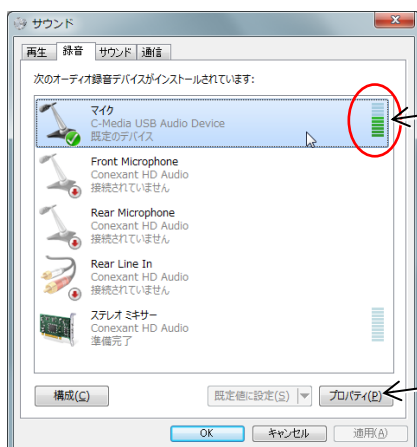 サウンド
再生 録音 サウンド 通信
次のオーディオ録音デバイスがインストールされています:
マイク
C-Media USB Audio Device
既定のデバイス
Front Microphone
Conexant HD Audio
接続されていません
Rear Microphone
Conexant HD Audio
接続されていません
Rear Line In
Conexant HD Audio
接続されていません
ステレオ ミキサー
Conexant HD Audio
準備完了
構成(C) 既定値に設定(S) プロパティ(P)
OK キャンセル 適用(A)